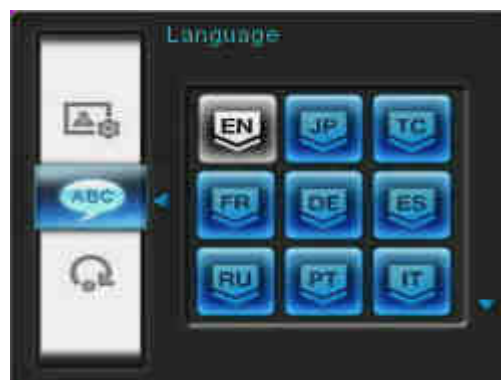 Language
EN JP TC
ABC
FR DE ES
RU PT IT